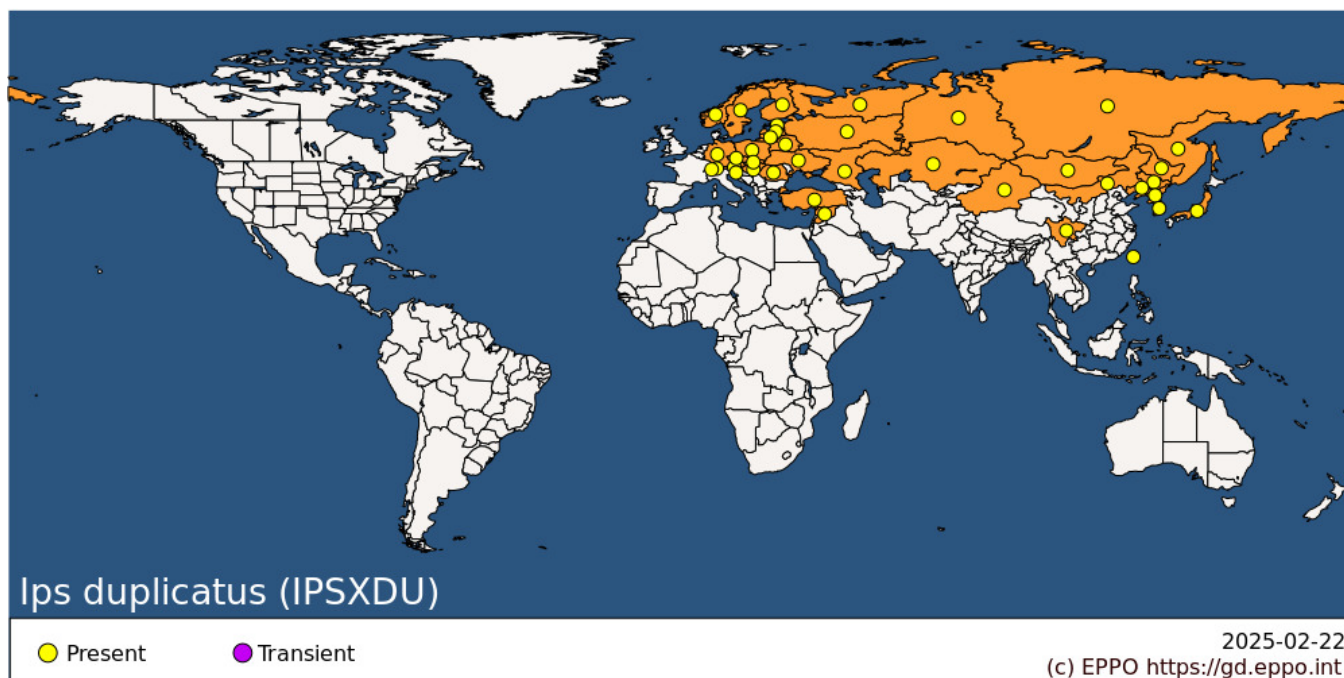 Ips duplicatus (IPSXDU)
Present
Transient
2025-02-22
(c) EPPO https://gd.eppo.int